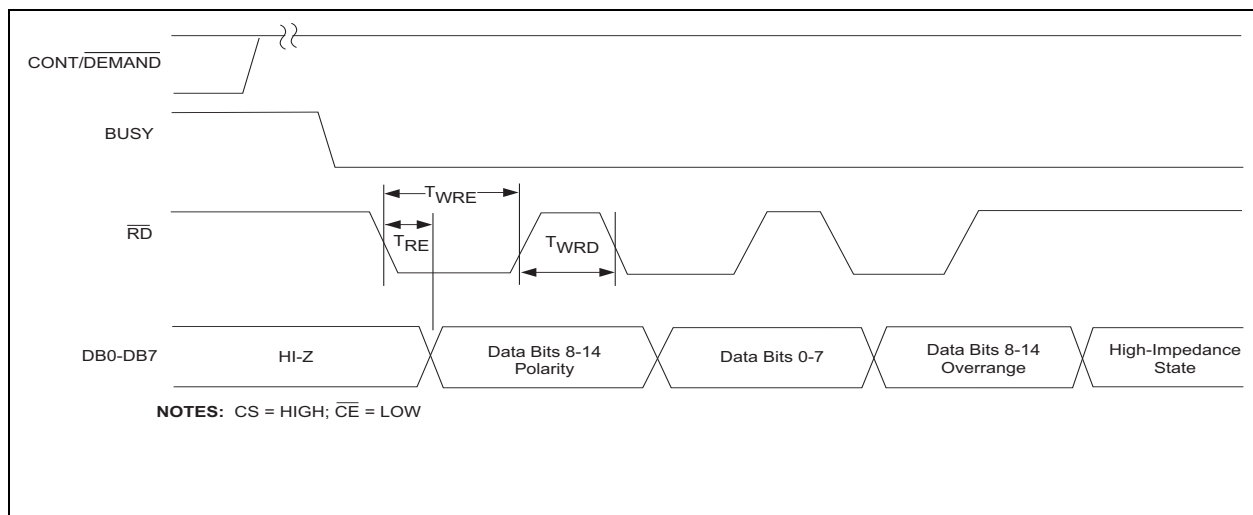 CONT/DEMAND
BUSY
TWRE
RD
TRE
TWRD
DB0-DB7
HI-Z
Data Bits 8-14
Polarity
Data Bits 0-7
Data Bits 8-14
Overrange
High-Impedance
State
NOTES: CS = HIGH; CE = LOW